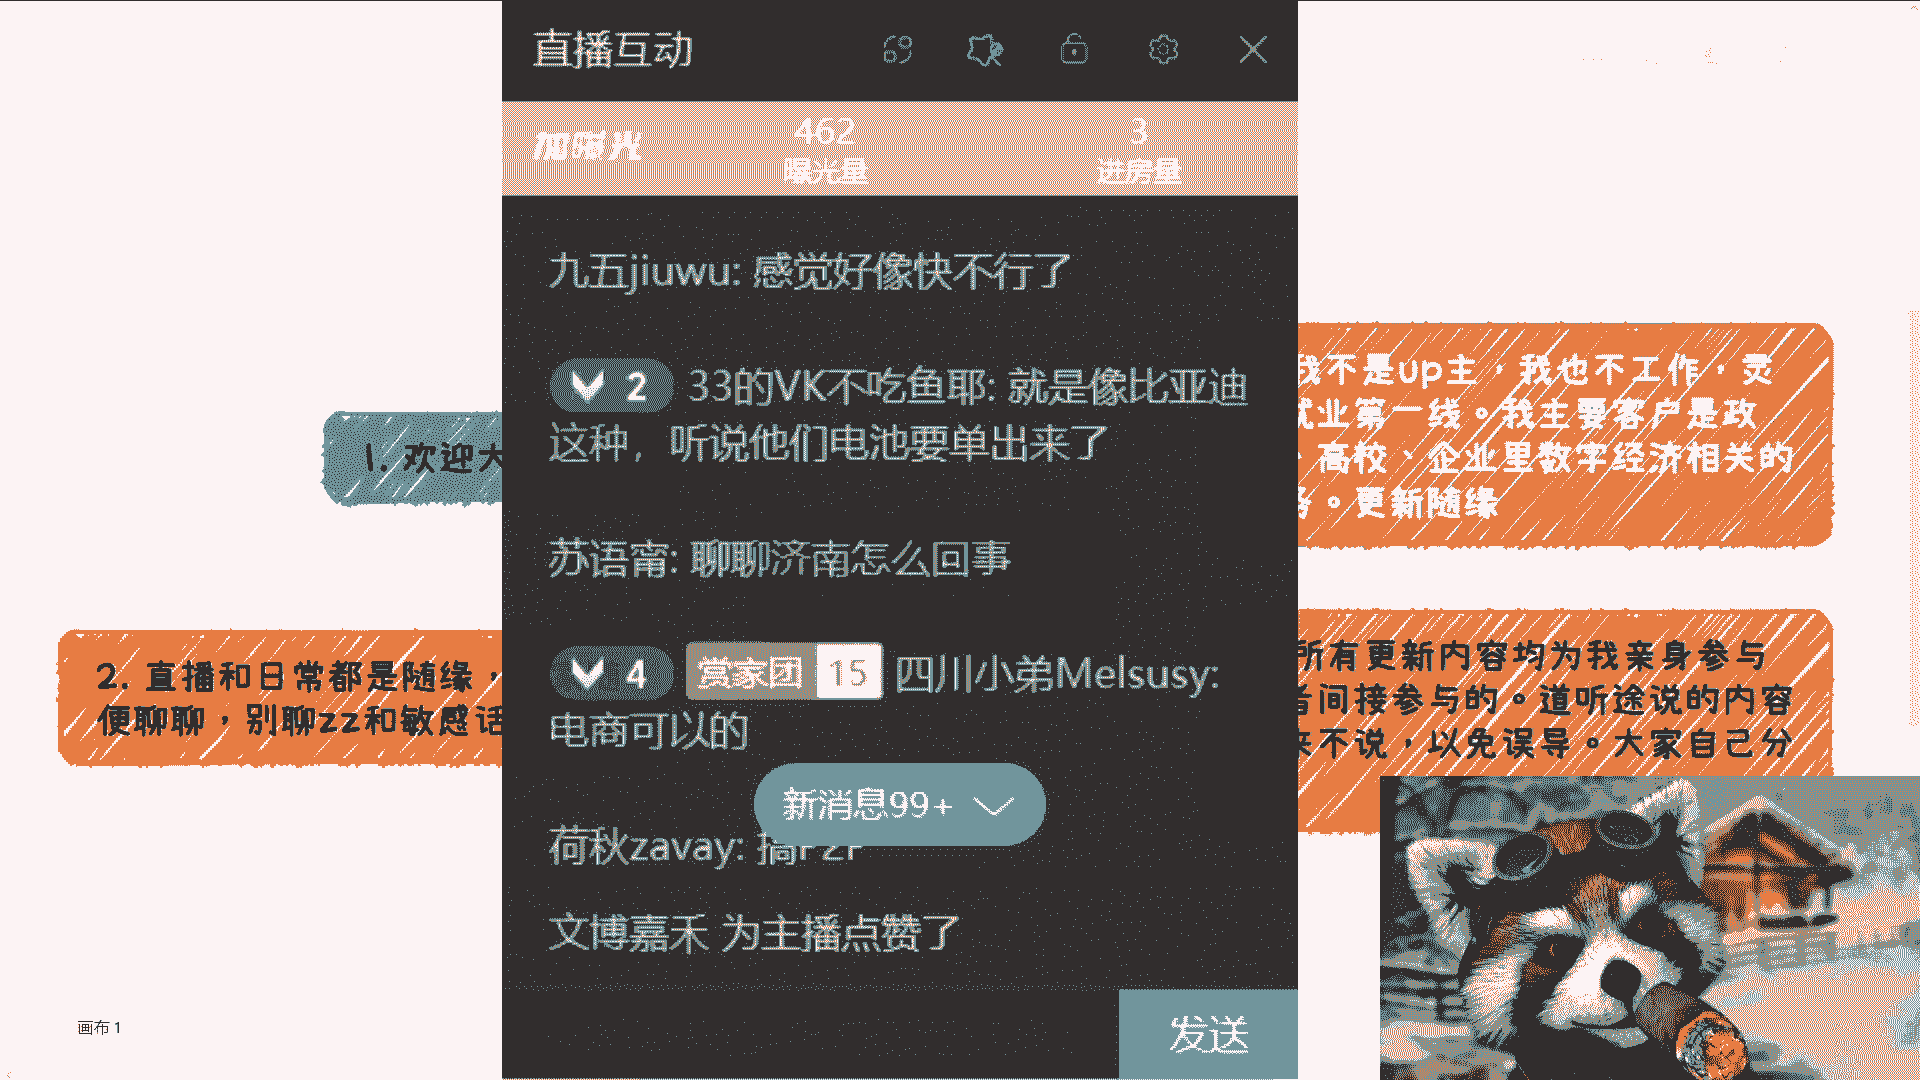 直播互动
加曝光
462
曝光量
3
进房量
九五jiuwu: 感觉好像快不行了
2 33的VK不吃鱼耶: 就是像比亚迪
这种，听说他们电池要单出来了
苏语甯: 聊聊济南怎么回事
4 赏家团 15 四川小弟Melsusy:
电商可以的
新消息99+
荷秋zavay: 搞P2P
文博嘉禾 为主播点赞了
发送
1. 欢迎大
2. 直播和日常都是随缘，
便聊聊，别聊zz和敏感话
我不是up主，我也不工作，灵
就业第一线。我主要客户是政
、高校、企业里数字经济相关的
务。更新随缘
所有更新内容均为我亲身参与
者间接参与的。道听途说的内容
来不说，以免误导。大家自己分
画布 1